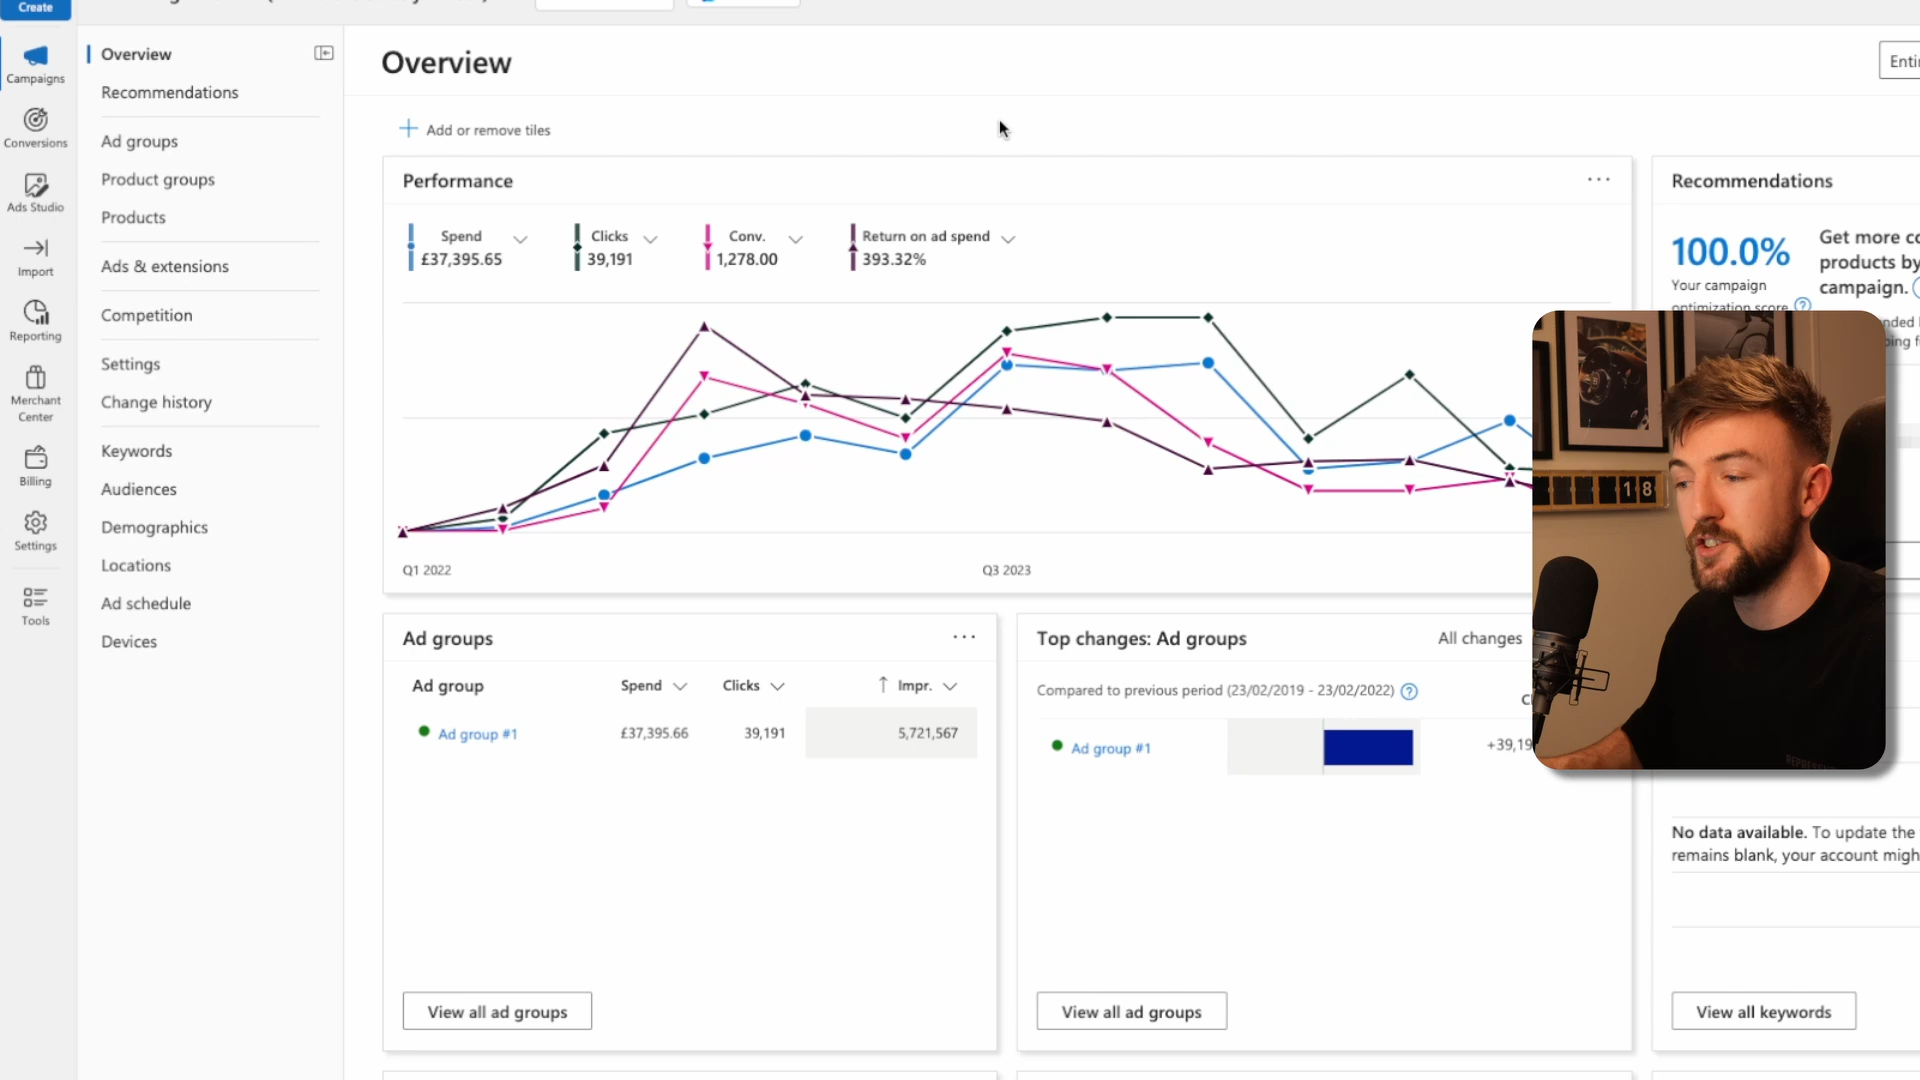 Create
Campaigns
Conversions
Ads Studio
Import
Reporting
Merchant
Center
Billing
Settings
Tools
Overview
Recommendations
Ad groups
Product groups
Products
Ads & extensions
Competition
Settings
Change history
Keywords
Audiences
Demographics
Locations
Ad schedule
Devices
Overview
Add or remove tiles
Performance
Spend
£37,395.65
Clicks
39,191
Conv.
1,278.00
Return on ad spend
393.32%
Q1 2022
Q3 2023
Recommendations
100.0%
Your campaign
optimization score
Get more
products by
campaign.
18
Ad groups
Ad group Spend Clicks Impr.
Ad group #1 £37,395.66 39,191 5,721,567
View all ad groups
Top changes: Ad groups All changes
Compared to previous period (23/02/2019 - 23/02/2022)
Ad group #1 +39,19
View all ad groups
No data available. To update the
remains blank, your account migh
View all keywords